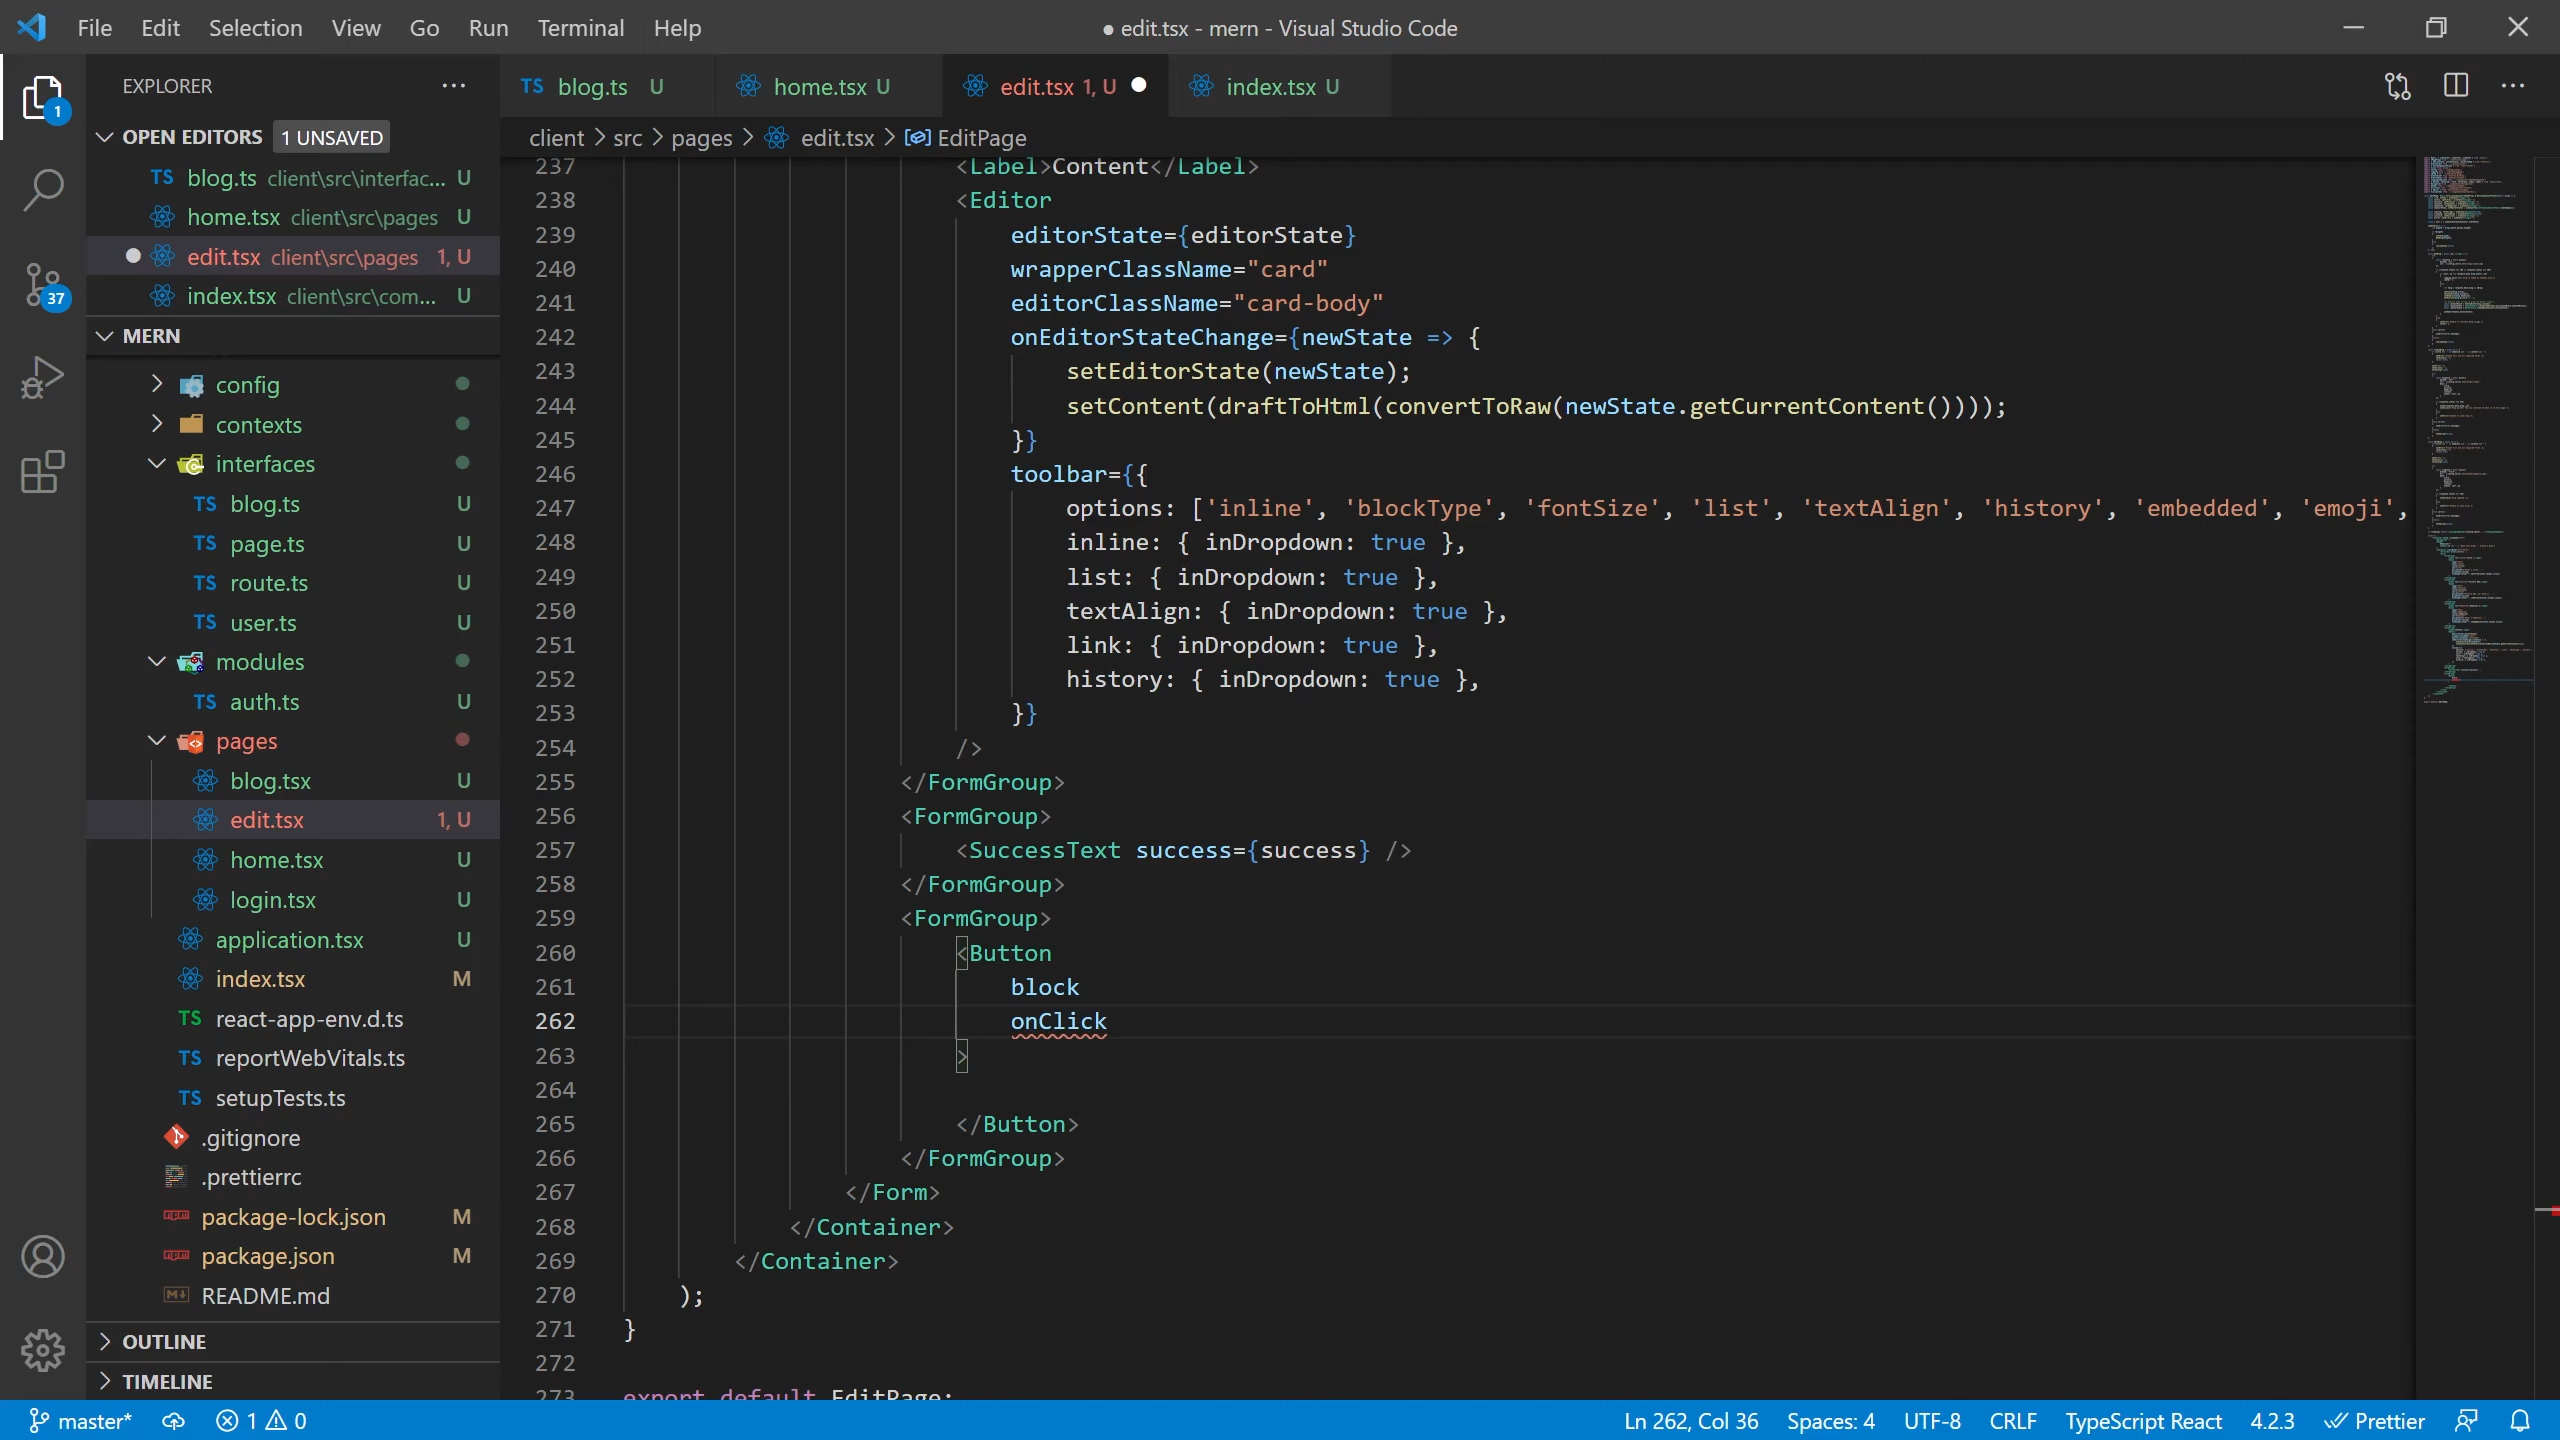 File Edit Selection View Go Run Terminal Help
● edit.tsx - mern - Visual Studio Code
EXPLORER
1
OPEN EDITORS 1 UNSAVED
TS blog.ts client\src\interfac... U
home.tsx client\src\pages U
edit.tsx client\src\pages 1, U
index.tsx client\src\com... U
37
MERN
config
contexts
interfaces
TS blog.ts U
TS page.ts U
TS route.ts U
TS user.ts U
modules
TS auth.ts U
pages
blog.tsx U
edit.tsx 1, U
home.tsx U
login.tsx U
application.tsx U
index.tsx M
TS react-app-env.d.ts
TS reportWebVitals.ts
TS setupTests.ts
.gitignore
.prettierrc
package-lock.json M
package.json M
README.md
OUTLINE
TIMELINE
TS blog.ts U home.tsx U edit.tsx 1, U ● index.tsx U
client > src > pages > edit.tsx > EditPage
237 <Label>Content</Label>
238 <Editor
239 editorState={editorState}
240 wrapperClassName="card"
241 editorClassName="card-body"
242 onEditorStateChange={newState => {
243 setEditorState(newState);
244 setContent(draftToHtml(convertToRaw(newState.getCurrentContent())));
245 }}
246 toolbar={{
247 options: ['inline', 'blockType', 'fontSize', 'list', 'textAlign', 'history', 'embedded', 'emoji',
248 inline: { inDropdown: true },
249 list: { inDropdown: true },
250 textAlign: { inDropdown: true },
251 link: { inDropdown: true },
252 history: { inDropdown: true },
253 }}
254 />
255 </FormGroup>
256 <FormGroup>
257 <SuccessText success={success} />
258 </FormGroup>
259 <FormGroup>
260 <Button
261 block
262 onClick
263 >
264
265 </Button>
266 </FormGroup>
267 </Form>
268 </Container>
269 </Container>
270 );
271 }
272
273 export default EditPage;
master* 1 0 Ln 262, Col 36 Spaces: 4 UTF-8 CRLF TypeScript React 4.2.3 Prettier